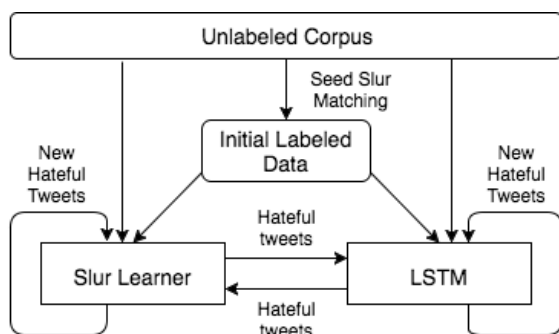 Unlabeled Corpus
Seed Slur
Matching
Initial Labeled
Data
New
Hateful
Tweets
New
Hateful
Tweets
Hateful
tweets
Slur Learner
LSTM
Hateful
tweets